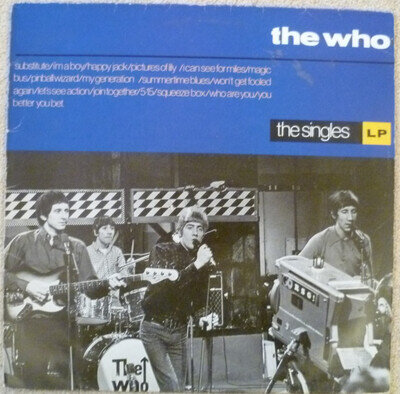 the who
substitute/i'm a boy/happy jack/pictures of lily /i can see for miles/magic
bus/pinball wizard/my generation /summertime blues/won't get fooled
again/let's see action/join together/515/squeeze box/who are you/you
better you bet
the singles LP
The
Who